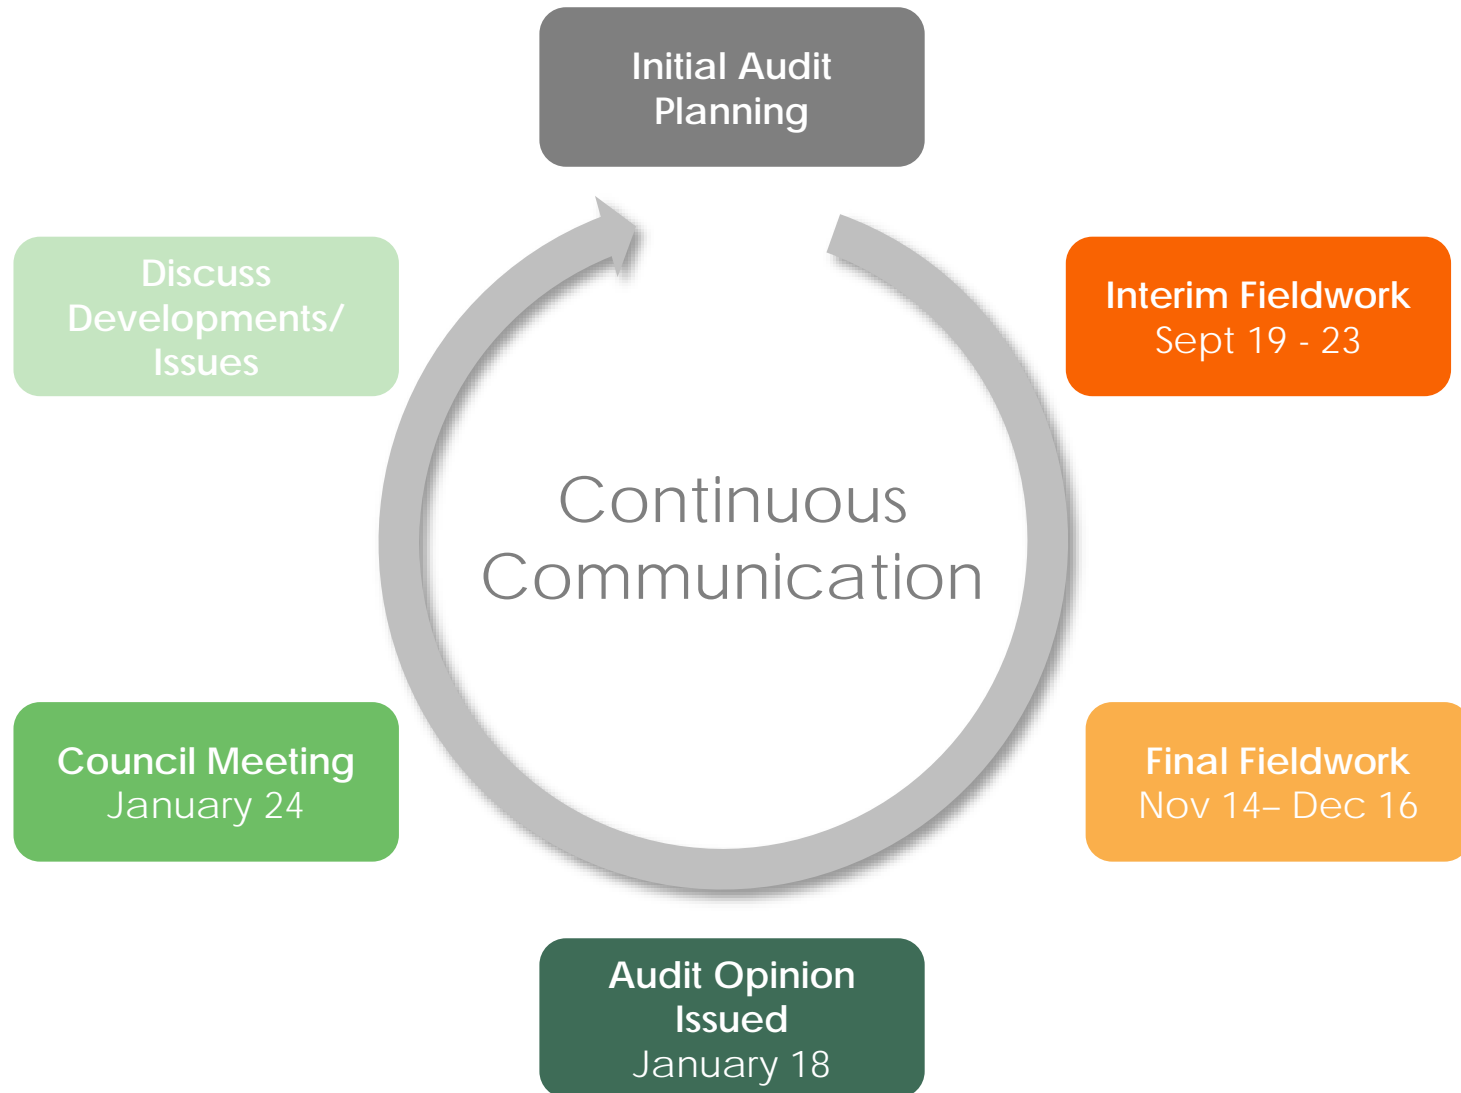 Initial Audit
Planning
Interim Fieldwork
Sept 19 - 23
Final Fieldwork
Nov 14– Dec 16
Audit Opinion
Issued
January 18
Council Meeting
January 24
Discuss
Developments/
Issues
Continuous
Communication